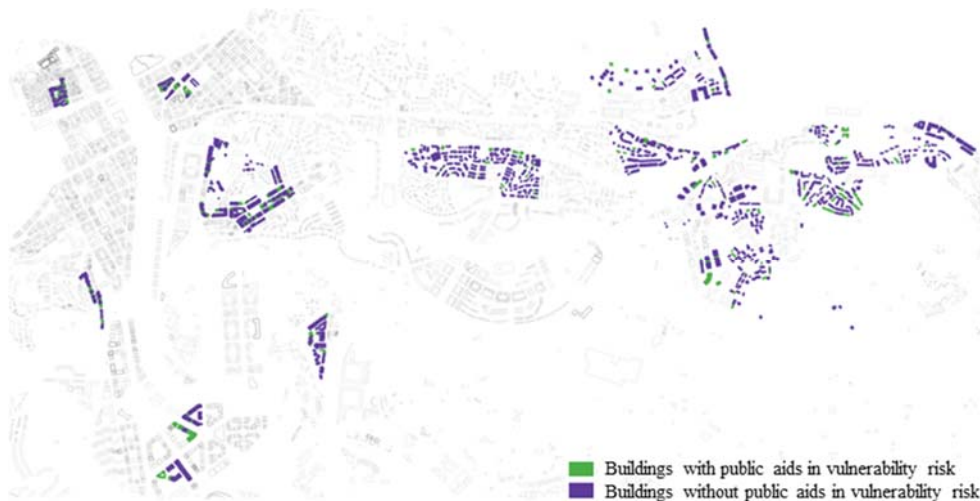 Buildings with public aids in vulnerability risk
Buildings without public aids in vulnerability risk